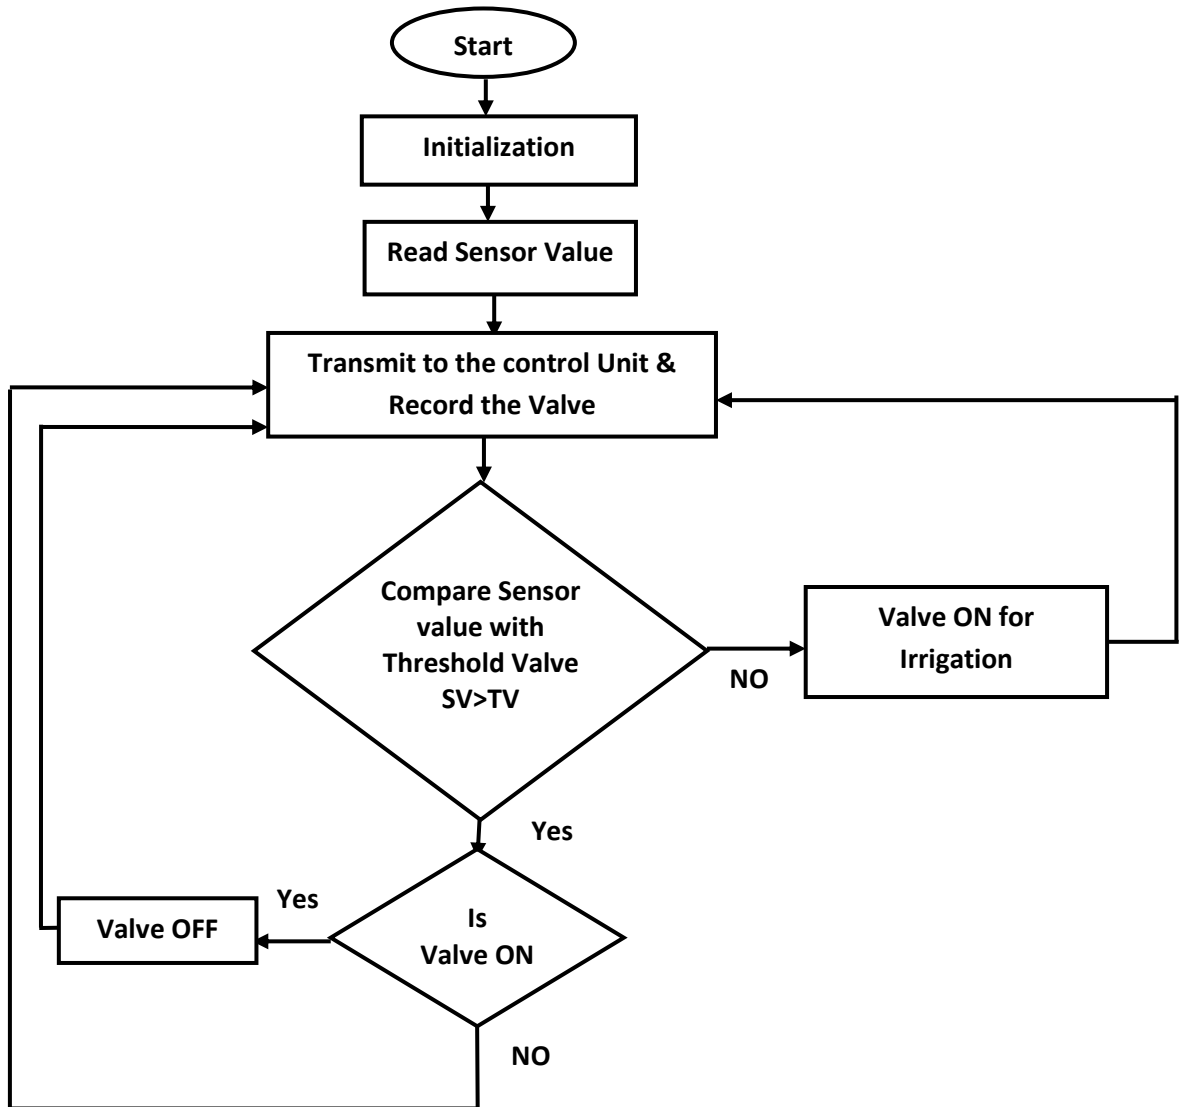 Start
Initialization
Read Sensor Value
Transmit to the control Unit &
Record the Valve
Compare Sensor
value with
Threshold Valve
SV>TV
NO
Valve ON for
Irrigation
Yes
Is
Valve ON
Yes
Valve OFF
NO